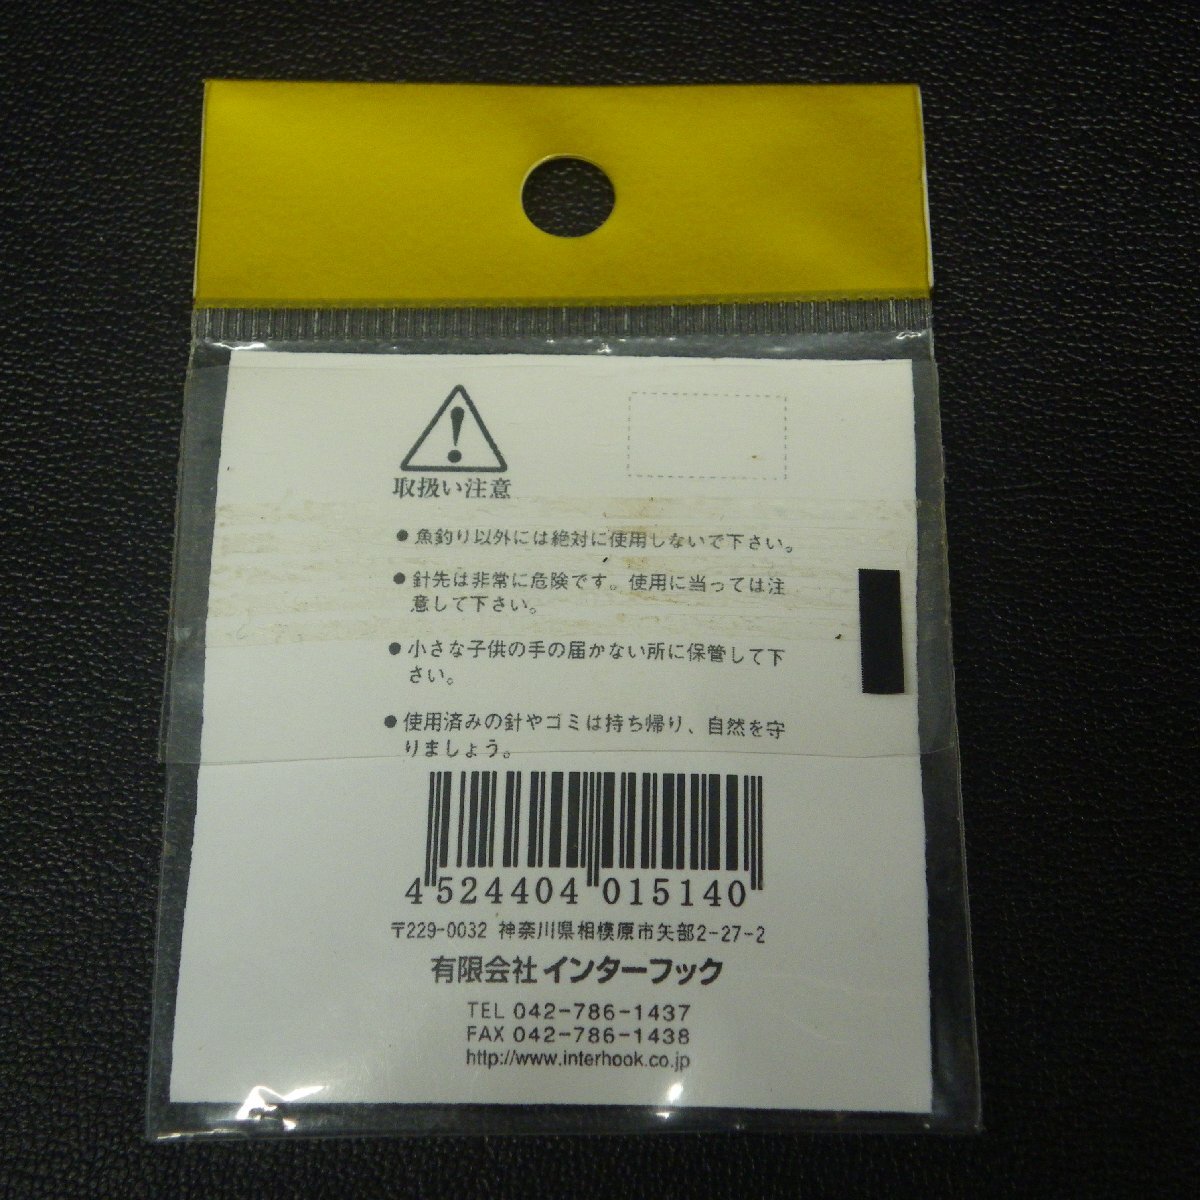 取扱い注意
●魚釣り以外には絶対に使用しないで下さい。
●針先は非常に危険です。使用に当っては注
意して下さい。
●小さな子供の手の届かない所に保管して下
さい。
●使用済みの針やゴミは持ち帰り、自然を守
りましょう。
4524404015140
〒229-0032 神奈川県相模原市矢部2-27-2
有限会社インターフック
TEL 042-786-1437
FAX 042-786-1438
http://www.interhook.co.jp